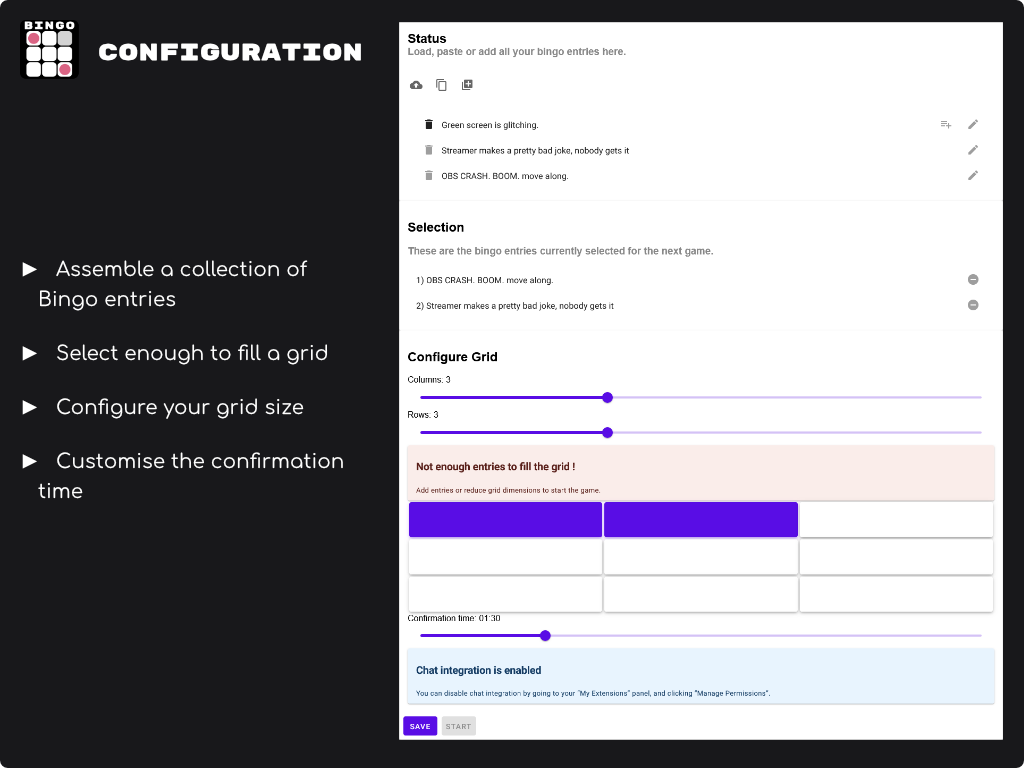 BINGO
CONFIGURATION
► Assemble a collection of
Bingo entries
► Select enough to fill a grid
► Configure your grid size
► Customise the confirmation
time
Status
Load, paste or add all your bingo entries here.
Green screen is glitching.
Streamer makes a pretty bad joke, nobody gets it
OBS CRASH. BOOM. move along.
Selection
These are the bingo entries currently selected for the next game.
1) OBS CRASH. BOOM. move along.
2) Streamer makes a pretty bad joke, nobody gets it
Configure Grid
Columns: 3
Rows: 3
Not enough entries to fill the grid !
Add entries or reduce grid dimensions to start the game.
Confirmation time: 01:30
Chat integration is enabled
You can disable chat integration by going to your "My Extensions" panel, and clicking "Manage Permissions".
SAVE START